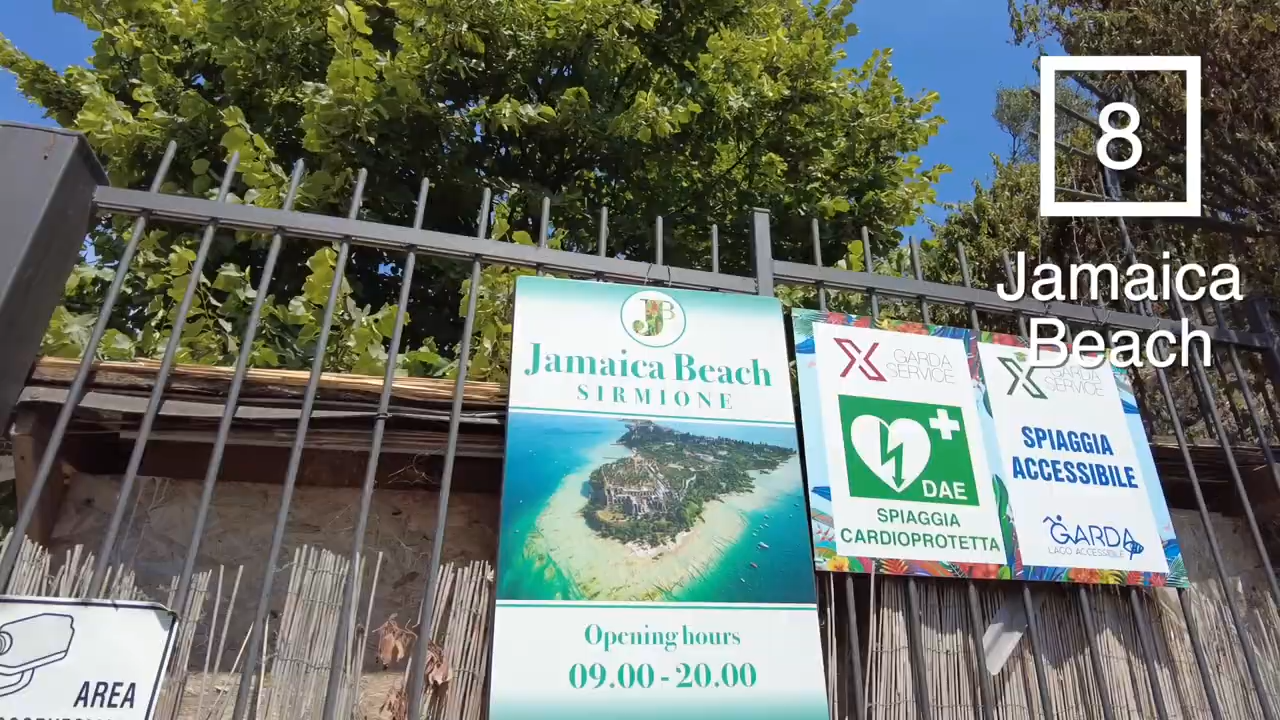 8
Jamaica
Beach
JB
Jamaica Beach
SIRMIONE
Opening hours
09.00 - 20.00
GARDA
SERVICE
DAE
SPIAGGIA
CARDIOPROTETTA
GARDA
SERVICE
SPIAGGIA
ACCESSIBILE
GARDA
LAGO ACCESSIBILE
AREA